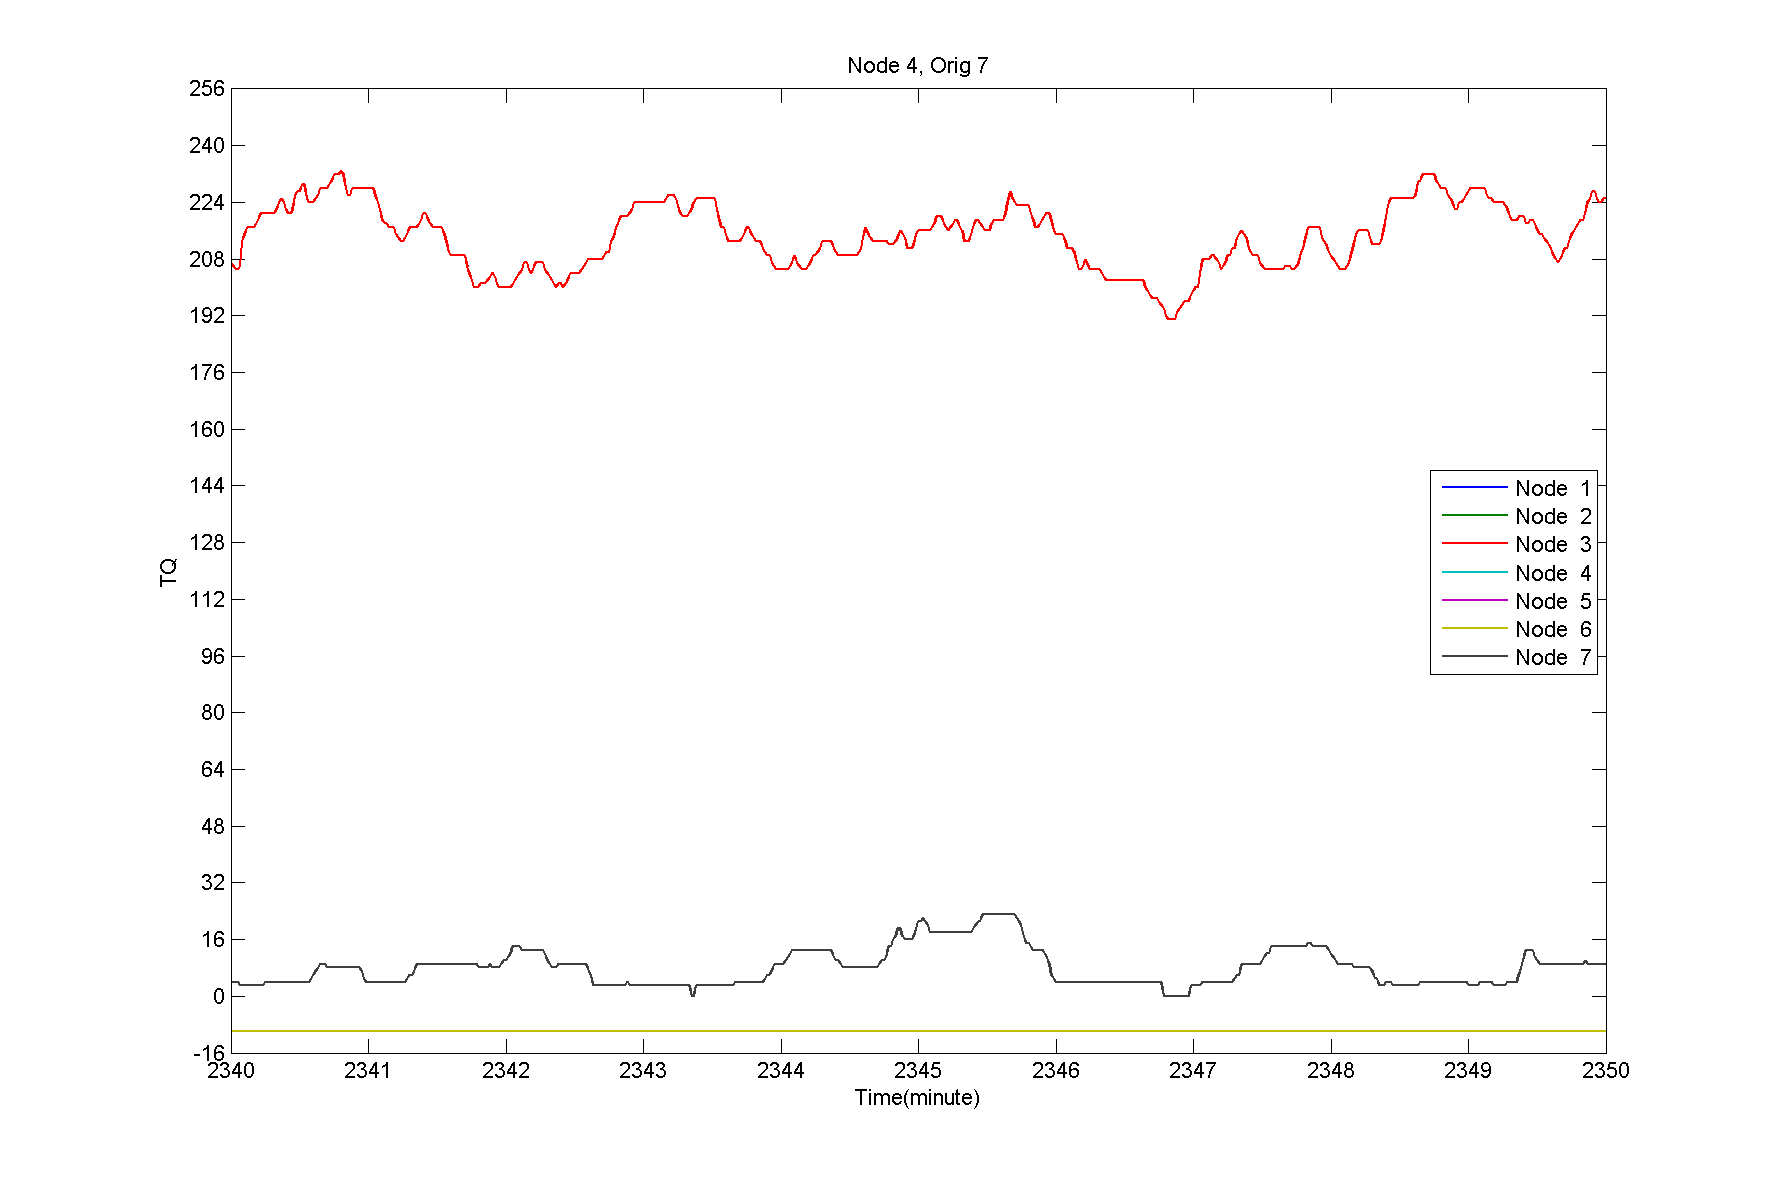 Node 4, Orig 7
256
240
224
208
192
176
160
144
128
112
96
80
64
48
32
16
0
-16
TQ
Node 1
Node 2
Node 3
Node 4
Node 5
Node 6
Node 7
2340 2341 2342 2343 2344 2345 2346 2347 2348 2349 2350
Time(minute)